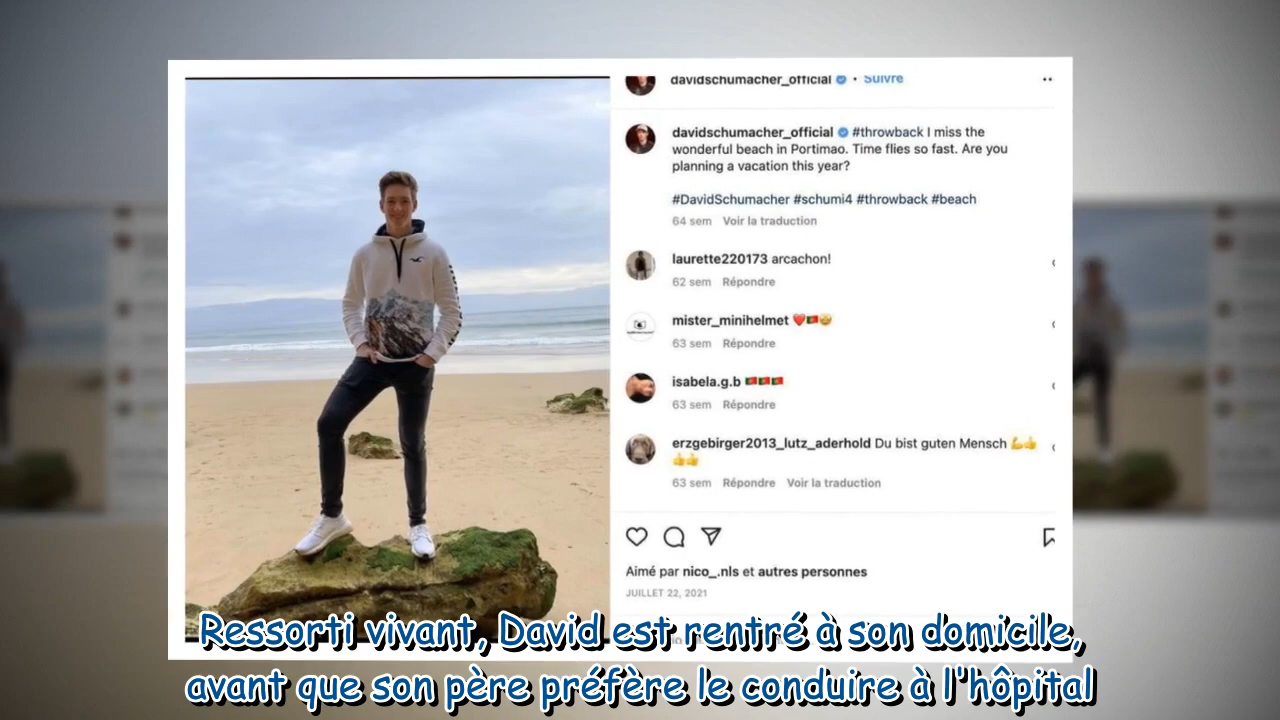 davidschumacher_official • Suivre
davidschumacher_official #throwback I miss the
wonderful beach in Portimao. Time flies so fast. Are you
planning a vacation this year?
#DavidSchumacher #schumi4 #throwback #beach
64 sem Voir la traduction
laurette220173 arcachon!
62 sem Répondre
mister_minihelmet ❤️🇵🇹🤩
63 sem Répondre
isabela.g.b 🇵🇹🇵🇹🇵🇹
63 sem Répondre
erzgebirger2013_lutz_aderhold Du bist guten Mensch 💪👍
👍👍
63 sem Répondre Voir la traduction
Aimé par nico_.nls et autres personnes
JUILLET 22, 2021
Ressorti vivant, David est rentré à son domicile,
avant que son père préfère le conduire à l'hôpital